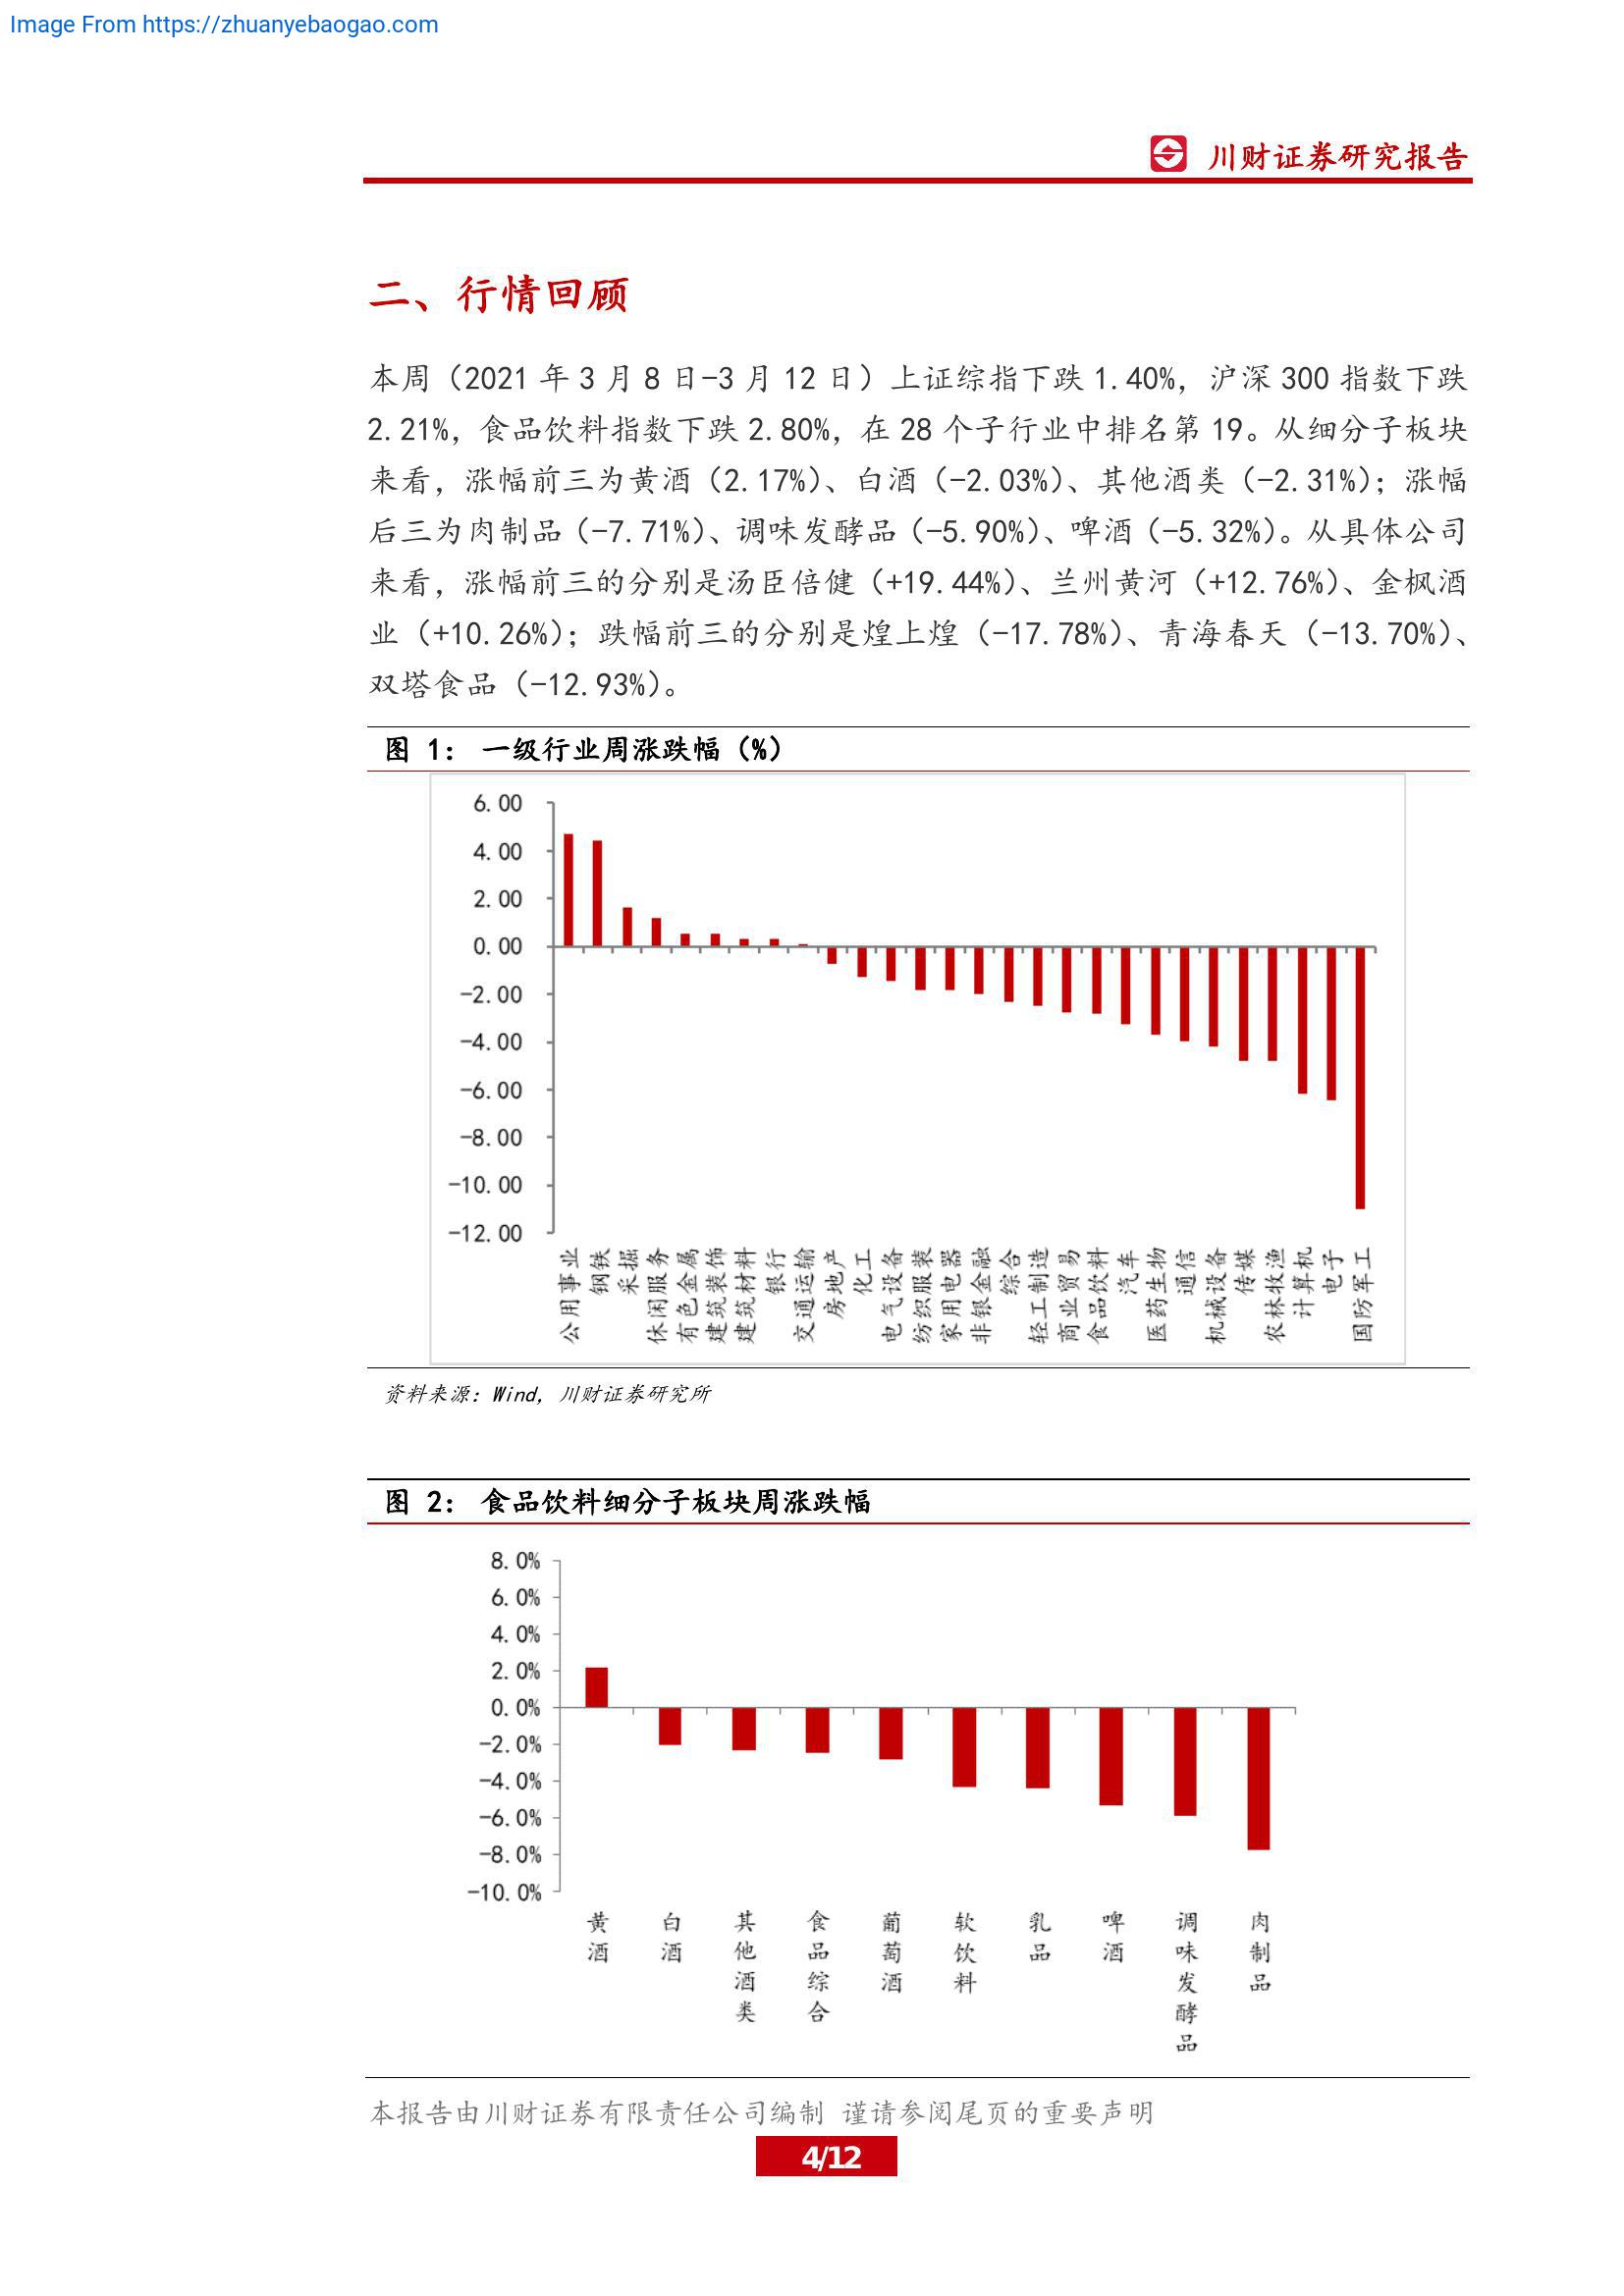 Image From https://zhuanyebaogao.com
川财证券研究报告
二、行情回顾
本周（2021 年 3 月 8 日-3 月 12 日）上证综指下跌 1.40%，沪深 300 指数下跌
2.21%，食品饮料指数下跌 2.80%，在 28 个子行业中排名第 19。从细分子板块
来看，涨幅前三为黄酒（2.17%）、白酒（-2.03%）、其他酒类（-2.31%）；涨幅
后三为肉制品（-7.71%）、调味发酵品（-5.90%）、啤酒（-5.32%）。从具体公司
来看，涨幅前三的分别是汤臣倍健（+19.44%）、兰州黄河（+12.76%）、金枫酒
业（+10.26%）；跌幅前三的分别是煌上煌（-17.78%）、青海春天（-13.70%）、
双塔食品（-12.93%）。
图 1： 一级行业周涨跌幅（%）
6.00
4.00
2.00
0.00
-2.00
-4.00
-6.00
-8.00
-10.00
-12.00
公用事业
钢铁
采掘
休闲服务
有色金属
建筑装饰
建筑材料
银行
交通运输
房地产
化工
电气设备
纺织服装
家用电器
非银金融
综合
轻工制造
商业贸易
食品饮料
汽车
医药生物
通信
机械设备
传媒
农林牧渔
计算机
电子
国防军工
资料来源：Wind，川财证券研究所
图 2： 食品饮料细分子板块周涨跌幅
8.0%
6.0%
4.0%
2.0%
0.0%
-2.0%
-4.0%
-6.0%
-8.0%
-10.0%
黄酒
白酒
其他酒类
食品综合
葡萄酒
软饮料
乳品
啤酒
调味发酵品
肉制品
本报告由川财证券有限责任公司编制 谨请参阅尾页的重要声明
4/12